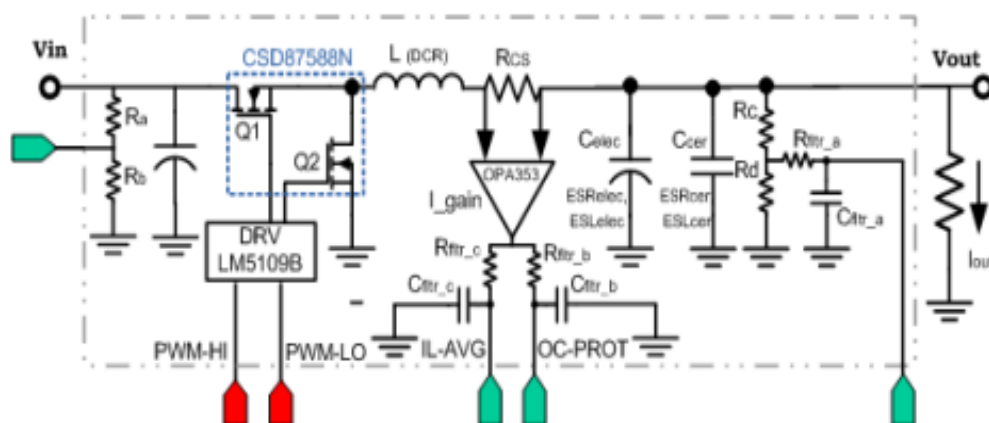 Vin
CSD87588N
L (DCR)
RCS
Vout
Ra
Q1
Rb
Q2
OPA353
I_gain
Celec
ESRelec,
ESLelec
Ccer
ESRcer
ESLcer
Rc
Rd
Rfltr_a
Cfltr_a
DRV
LM5109B
Rfltr_c
Rfltr_b
Cfltr_c
Cfltr_b
PWM-HI
PWM-LO
IL-AVG
OC-PROT